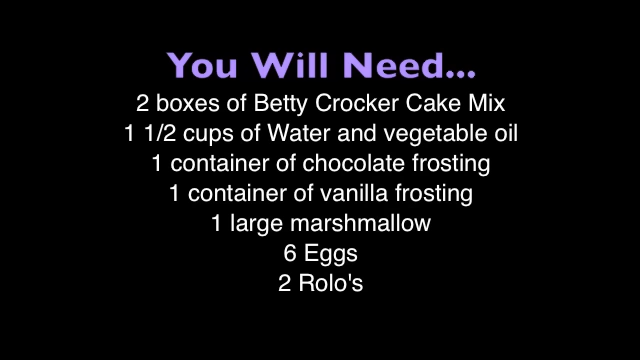 You Will Need...
2 boxes of Betty Crocker Cake Mix
1 1/2 cups of Water and vegetable oil
1 container of chocolate frosting
1 container of vanilla frosting
1 large marshmallow
6 Eggs
2 Rolo's